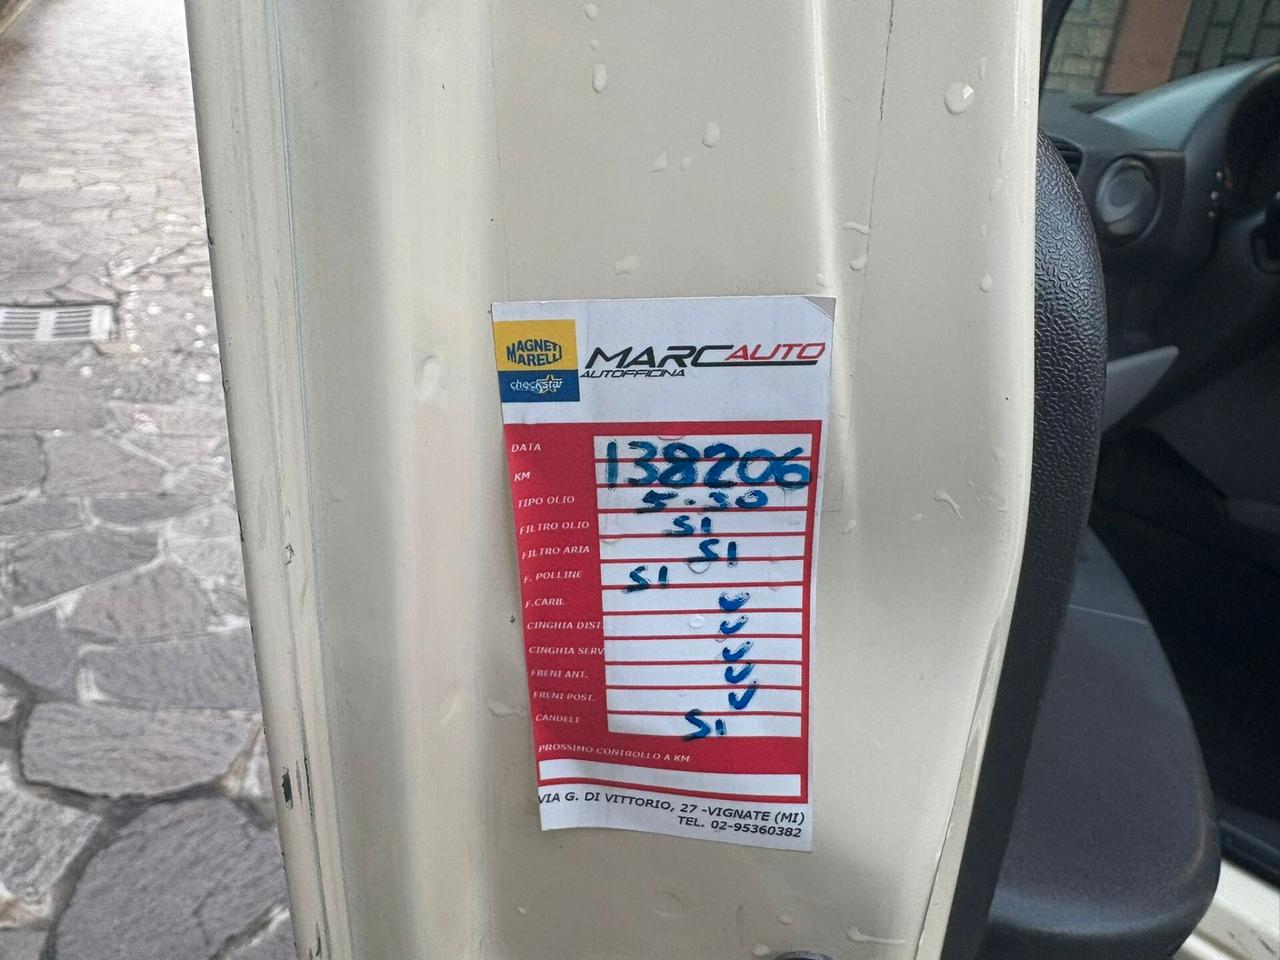 MAGNETI
MARELLI
checkstar
MARCAUTO
AUTOFFICINA
DATA
KM 138206
TIPO OLIO 5.30
FILTRO OLIO SI
FILTRO ARIA SI
F. POLLINE SI
F.CARB. V
CINGHIA DIST. V
CINGHIA SERV V
FRENI ANT. V
FRENI POST. V
CANDELE SI
PROSSIMO CONTROLLO A KM
VIA G. DI VITTORIO, 27 -VIGNATE (MI)
TEL. 02-95360382